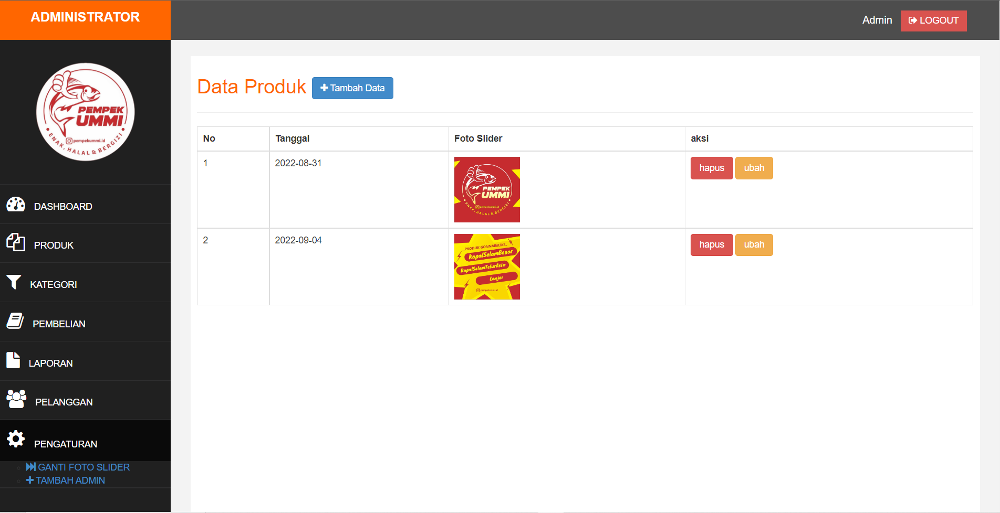 ADMINISTRATOR
Admin
LOGOUT
PEMPEK
UMMI
pempekummi.id
ENAK, HALAL & BERGIZI
DASHBOARD
PRODUK
KATEGORI
PEMBELIAN
LAPORAN
PELANGGAN
PENGATURAN
GANTI FOTO SLIDER
TAMBAH ADMIN
Data Produk
Tambah Data
No Tanggal Foto Slider aksi
1 2022-08-31
PEMPEK
UMMI
pempekummi.id
ENAK, HALAL & BERGIZI
hapus ubah
2 2022-09-04
..PRODUK GONNABELIKE..
KapalSelamBesar
KapalSelamTelurAsin
Lenjer
pempekummi.id
hapus ubah